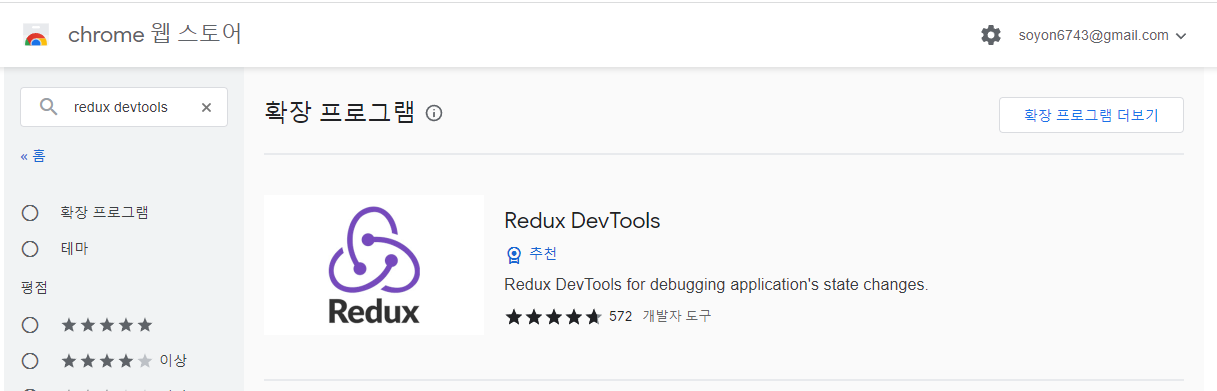 chrome 웹 스토어
soyon6743@gmail.com
redux devtools
« 홈
확장 프로그램
테마
평점
이상
확장 프로그램
확장 프로그램 더보기
Redux
Redux DevTools
추천
Redux DevTools for debugging application's state changes.
572 개발자 도구